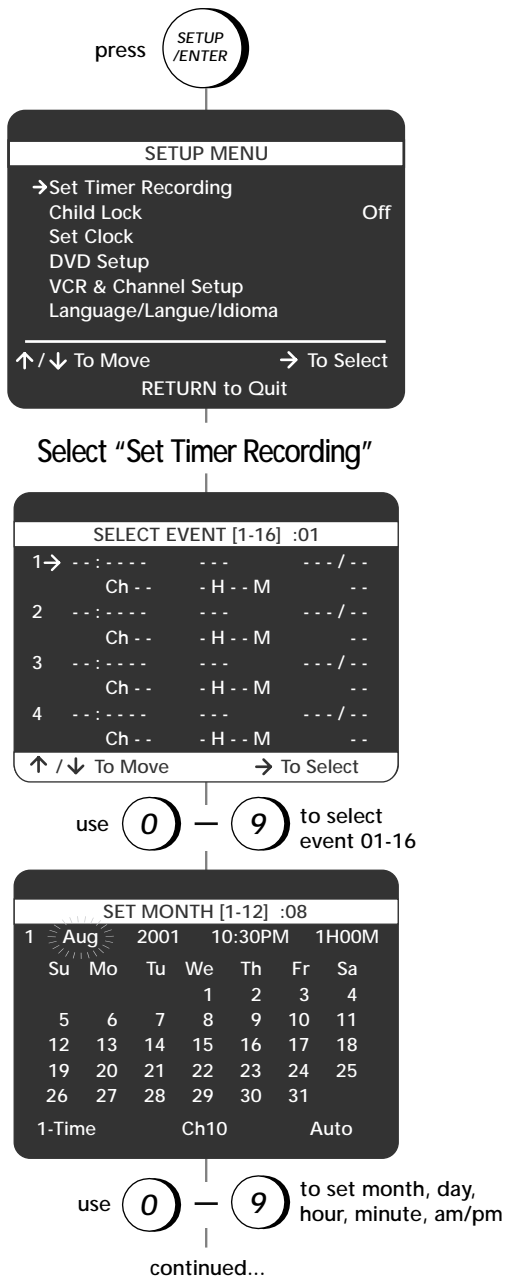 press SETUP
/ENTER
SETUP MENU
→Set Timer Recording
Child Lock Off
Set Clock
DVD Setup
VCR & Channel Setup
Language/Langue/Idioma
↑/↓ To Move → To Select
RETURN to Quit
Select “Set Timer Recording”
SELECT EVENT [1-16] :01
1→ --:---- --- ---/--
Ch-- -H--M --
2 --:---- --- ---/--
Ch-- -H--M --
3 --:---- --- ---/--
Ch-- -H--M --
4 --:---- --- ---/--
Ch-- -H--M --
↑ /↓ To Move → To Select
use 0 – 9 to select
event 01-16
SET MONTH [1-12] :08
1 Aug 2001 10:30PM 1H00M
Su Mo Tu We Th Fr Sa
1 2 3 4
5 6 7 8 9 10 11
12 13 14 15 16 17 18
19 20 21 22 23 24 25
26 27 28 29 30 31
1-Time Ch10 Auto
use 0 – 9 to set month, day,
hour, minute, am/pm
continued...